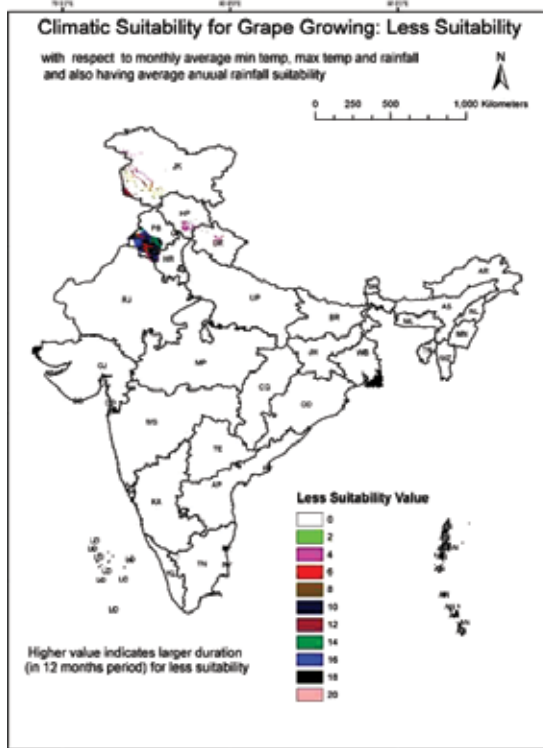 Climatic Suitability for Grape Growing: Less Suitability
with respect to monthly average min temp, max temp and rainfall
and also having average anuual rainfall suitability
N
0 250 500 1,000 Kilometers
JK
HP
PB
UK
HR
RJ
UP
AR
AS
BR
NL
ML
MN
GJ
MP
JH
WB
CG
OD
MS
TE
AP
KA
TN
Less Suitability Value
0
2
4
6
8
10
12
14
16
18
20
Higher value indicates larger duration
(in 12 months period) for less suitability